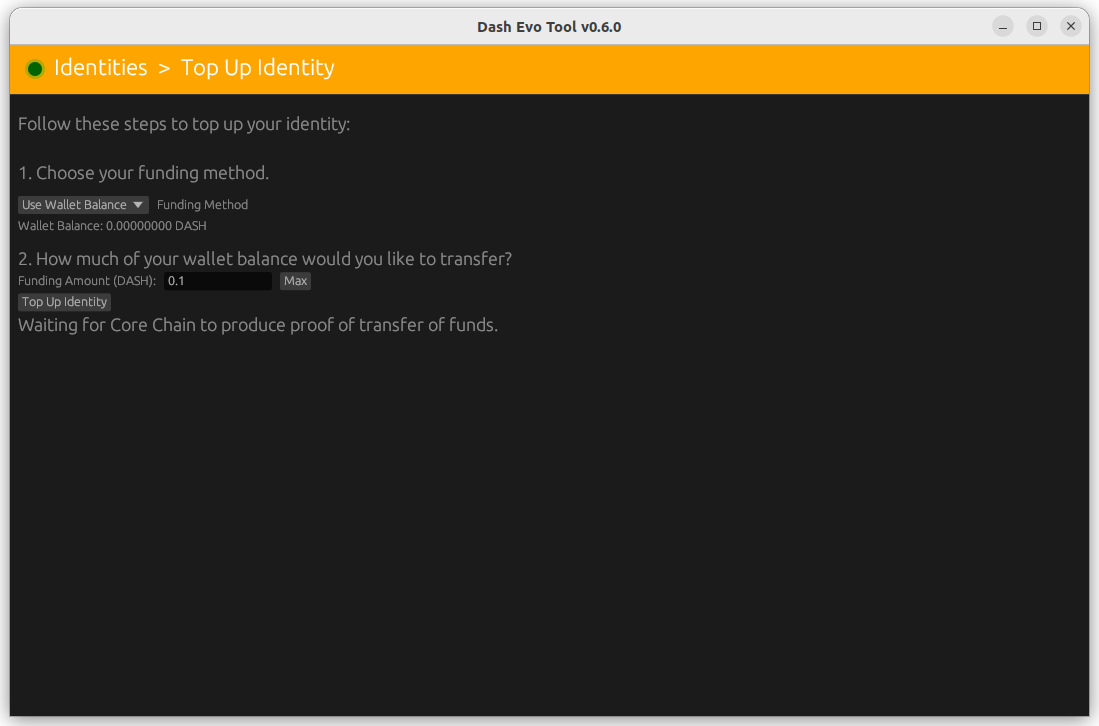 Dash Evo Tool v0.6.0
Identities > Top Up Identity
Follow these steps to top up your identity:
1. Choose your funding method.
Use Wallet Balance Funding Method
Wallet Balance: 0.00000000 DASH
2. How much of your wallet balance would you like to transfer?
Funding Amount (DASH): 0.1 Max
Top Up Identity
Waiting for Core Chain to produce proof of transfer of funds.